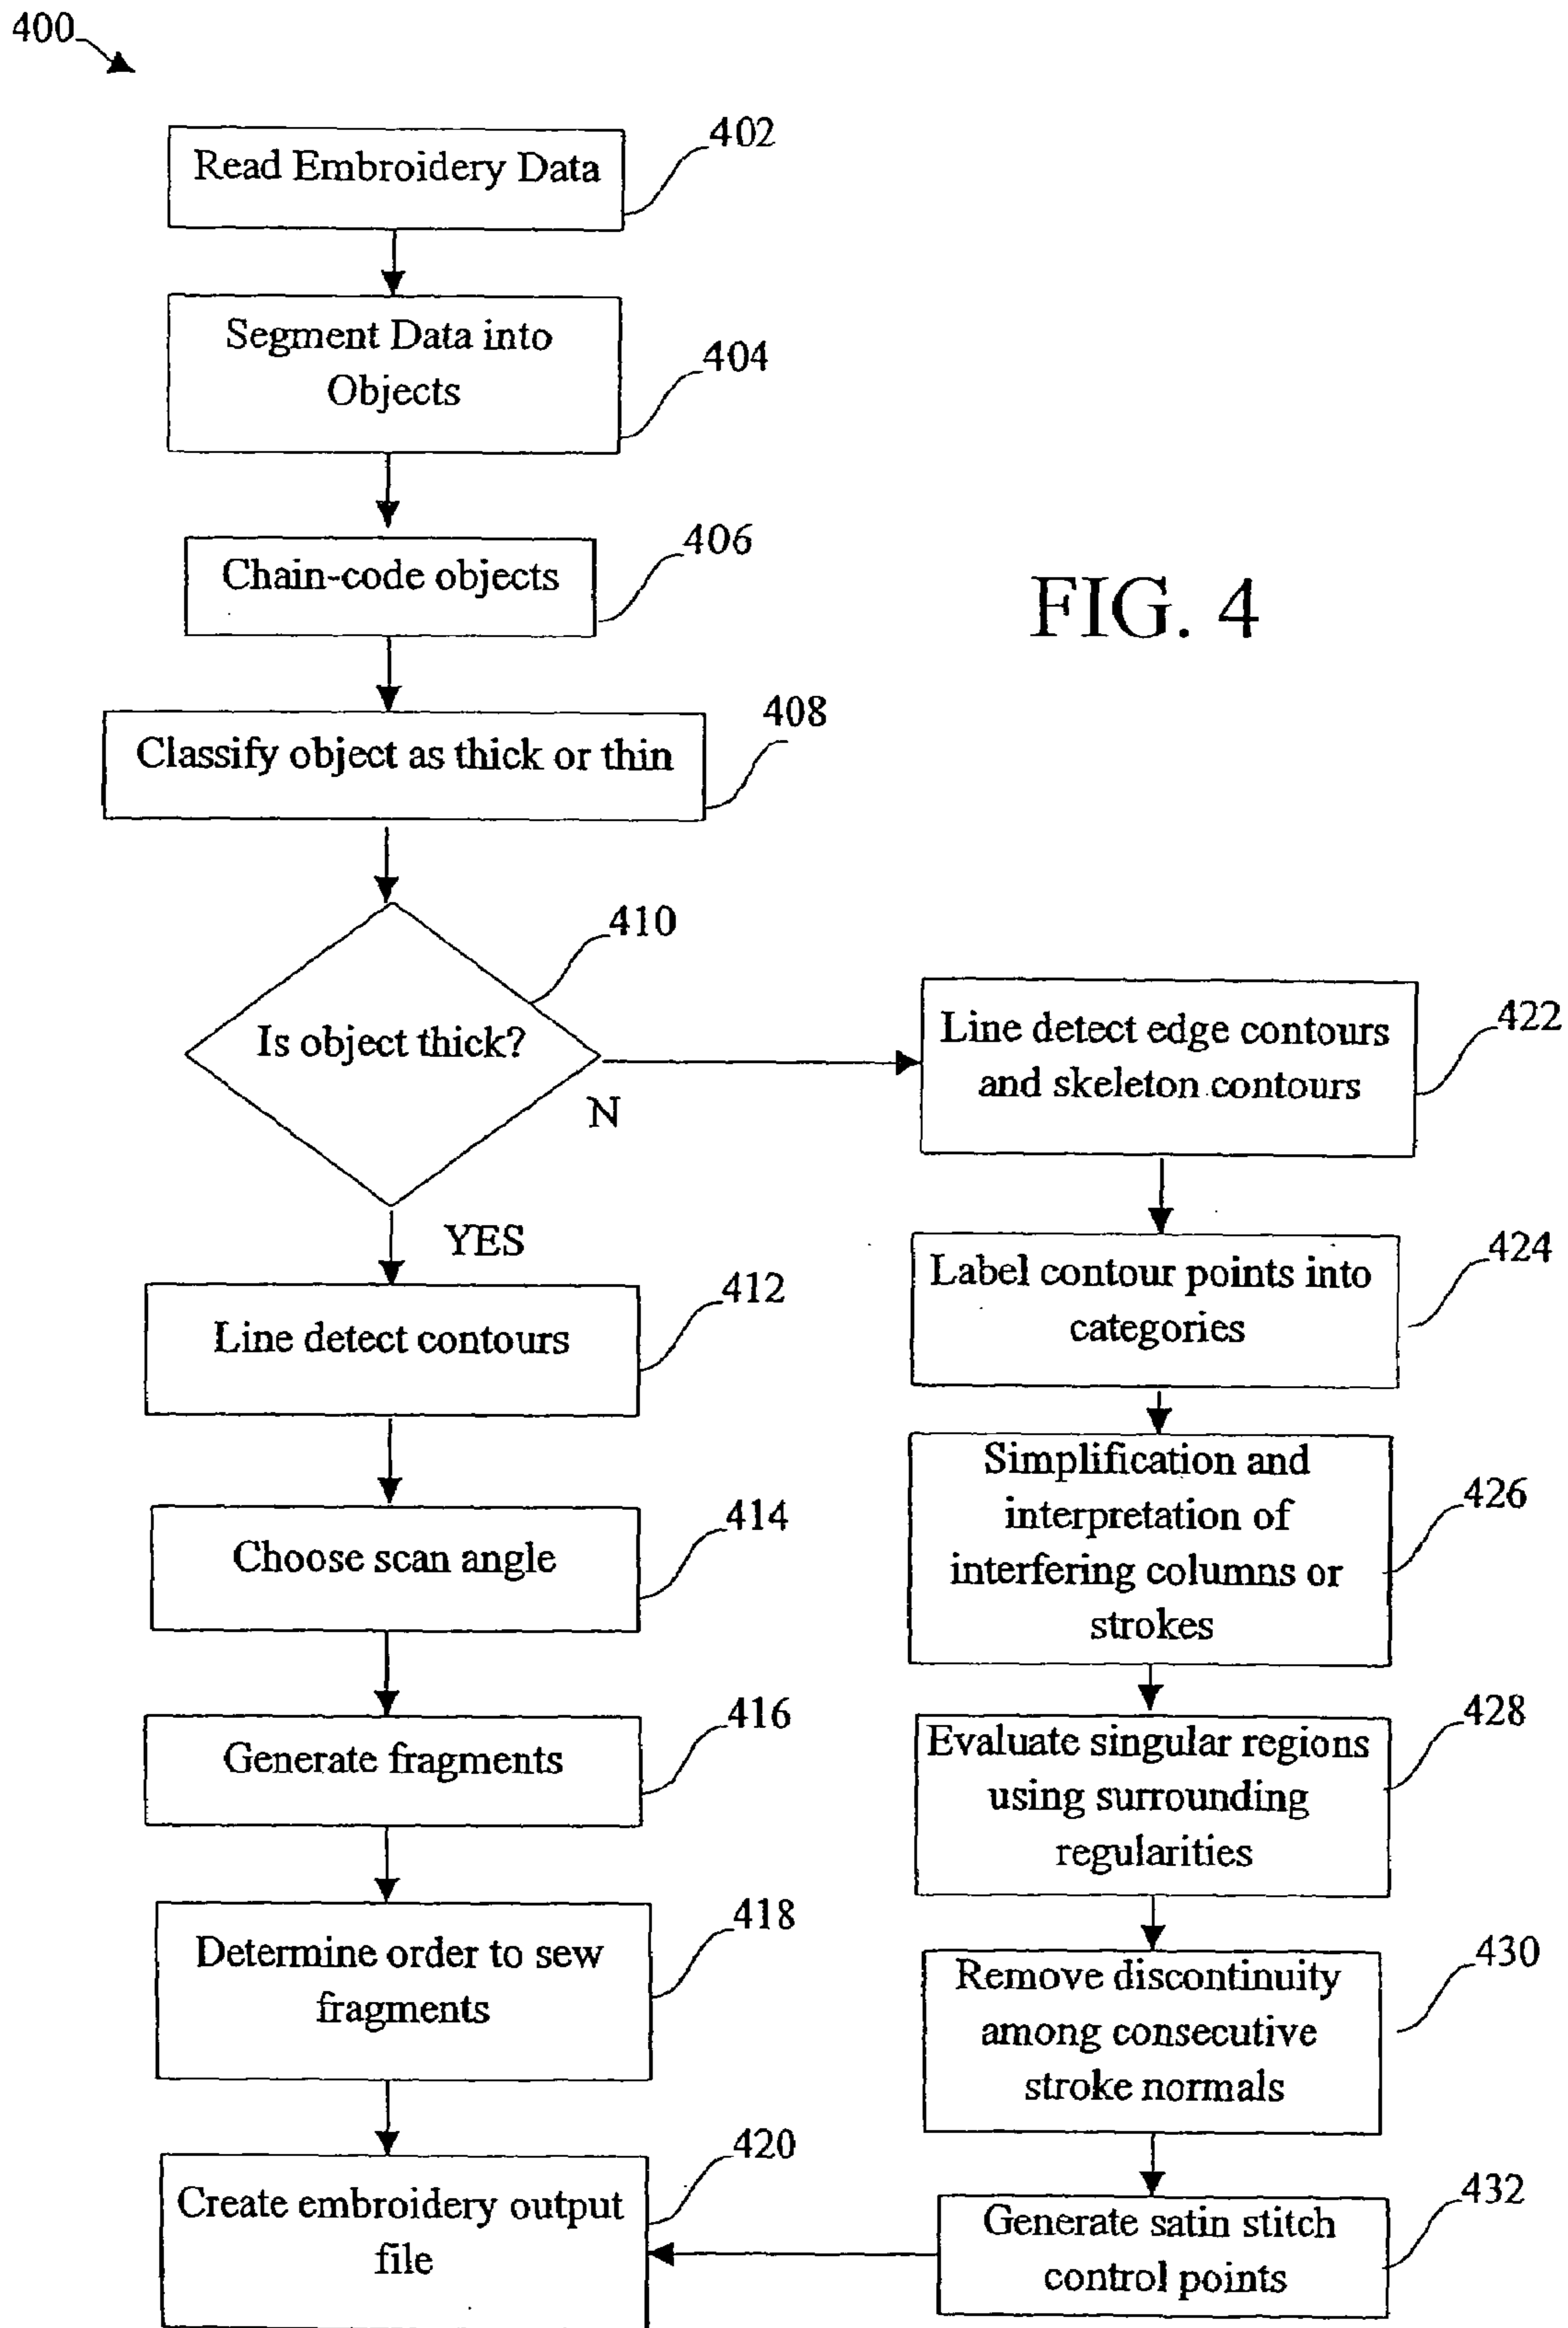 400
Read Embroidery Data
402
Segment Data into
Objects
404
Chain-code objects
406
FIG. 4
Classify object as thick or thin
408
Is object thick?
410
N
YES
Line detect contours
412
Choose scan angle
414
Generate fragments
416
Determine order to sew
fragments
418
Create embroidery output
file
420
Line detect edge contours
and skeleton contours
422
Label contour points into
categories
424
Simplification and
interpretation of
interfering columns or
strokes
426
Evaluate singular regions
using surrounding
regularities
428
Remove discontinuity
among consecutive
stroke normals
430
Generate satin stitch
control points
432